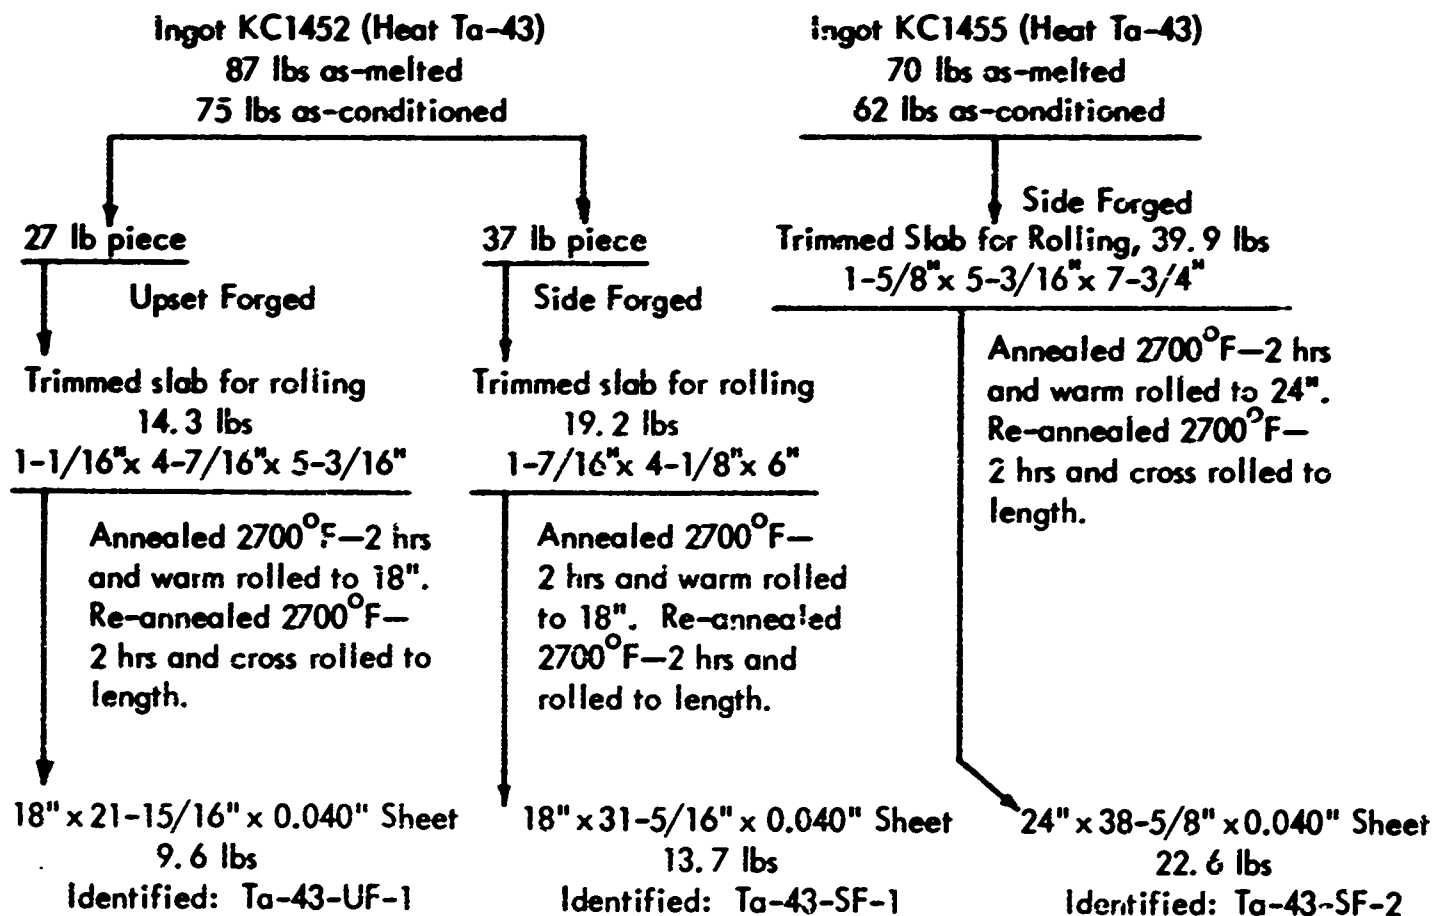 Ingot KC1452 (Heat Ta-43)
87 lbs as-melted
75 lbs as-conditioned
27 lb piece
Upset Forged
Trimmed slab for rolling
14.3 lbs
1-1/16"x 4-7/16"x 5-3/16"
Annealed 2700°F—2 hrs
and warm rolled to 18".
Re-annealed 2700°F—
2 hrs and cross rolled to
length.
18" x 21-15/16" x 0.040" Sheet
9.6 lbs
Identified: Ta-43-UF-1
37 lb piece
Side Forged
Trimmed slab for rolling
19.2 lbs
1-7/16"x 4-1/8"x 6"
Annealed 2700°F—
2 hrs and warm rolled
to 18". Re-annealed
2700°F—2 hrs and
rolled to length.
18" x 31-5/16" x 0.040" Sheet
13.7 lbs
Identified: Ta-43-SF-1
Ingot KC1455 (Heat Ta-43)
70 lbs as-melted
62 lbs as-conditioned
Side Forged
Trimmed Slab for Rolling, 39.9 lbs
1-5/8"x 5-3/16"x 7-3/4"
Annealed 2700°F—2 hrs
and warm rolled to 24".
Re-annealed 2700°F—
2 hrs and cross rolled to
length.
24" x 38-5/8" x 0.040" Sheet
22.6 lbs
Identified: Ta-43-SF-2